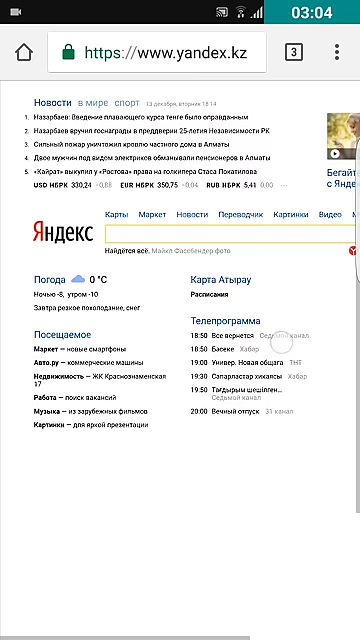 03:04
https://www.yandex.kz
3
Новости в мире спорт 13 декабря, вторник 18 14
1. Назарбаев: Введение плавающего курса тенге было оправданным
2. Назарбаев вручил госнаграды в преддверии 25-летия Независимости РК
3. Сильный пожар уничтожил кровлю частного дома в Алматы
4. Двое мужчин под видом электриков обманывали пенсионеров в Алматы
5. «Кайрат» выкупил у «Ростова» права на голкипера Стаса Покатилова
USD НБРК 330,24 -0,88 EUR НБРК 350,75 -0,04 RUB НБРК 5,41 0,00 ...
Бегайте
с Янде
Карты Маркет Новости Переводчик Картинки Видео
Яндекс
Найдётся всё. Майкл Фассбендер фото
Погода 0 °C
Ночью -8, утром -10
Завтра резкое похолодание, снег
Карта Атырау
Расписания
Посещаемое
Маркет — новые смартфоны
Авто.ру — коммерческие машины
Недвижимость — ЖК Краснознаменская
17
Работа — поиск вакансий
Музыка — из зарубежных фильмов
Картинки — для яркой презентации
Телепрограмма
18:50 Все вернется Седьмой канал
18:50 Бәсеке Хабар
19:00 Универ. Новая общага ТНТ
19:30 Сапарластар хикаясы Хабар
19:50 Тағдырым шешілген...
Седьмой канал
20:00 Вечный отпуск 31 канал